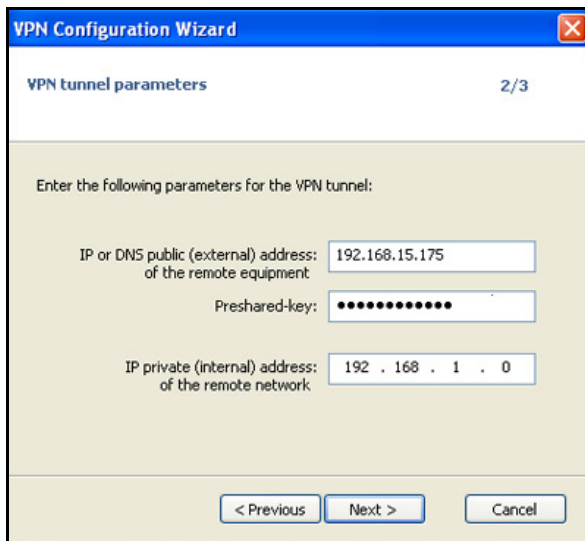 VPN Configuration Wizard
VPN tunnel parameters 2/3
Enter the following parameters for the VPN tunnel:
IP or DNS public (external) address: 192.168.15.175
of the remote equipment
Preshared-key: ●●●●●●●●●●●●
IP private (internal) address: 192 . 168 . 1 . 0
of the remote network
< Previous Next > Cancel